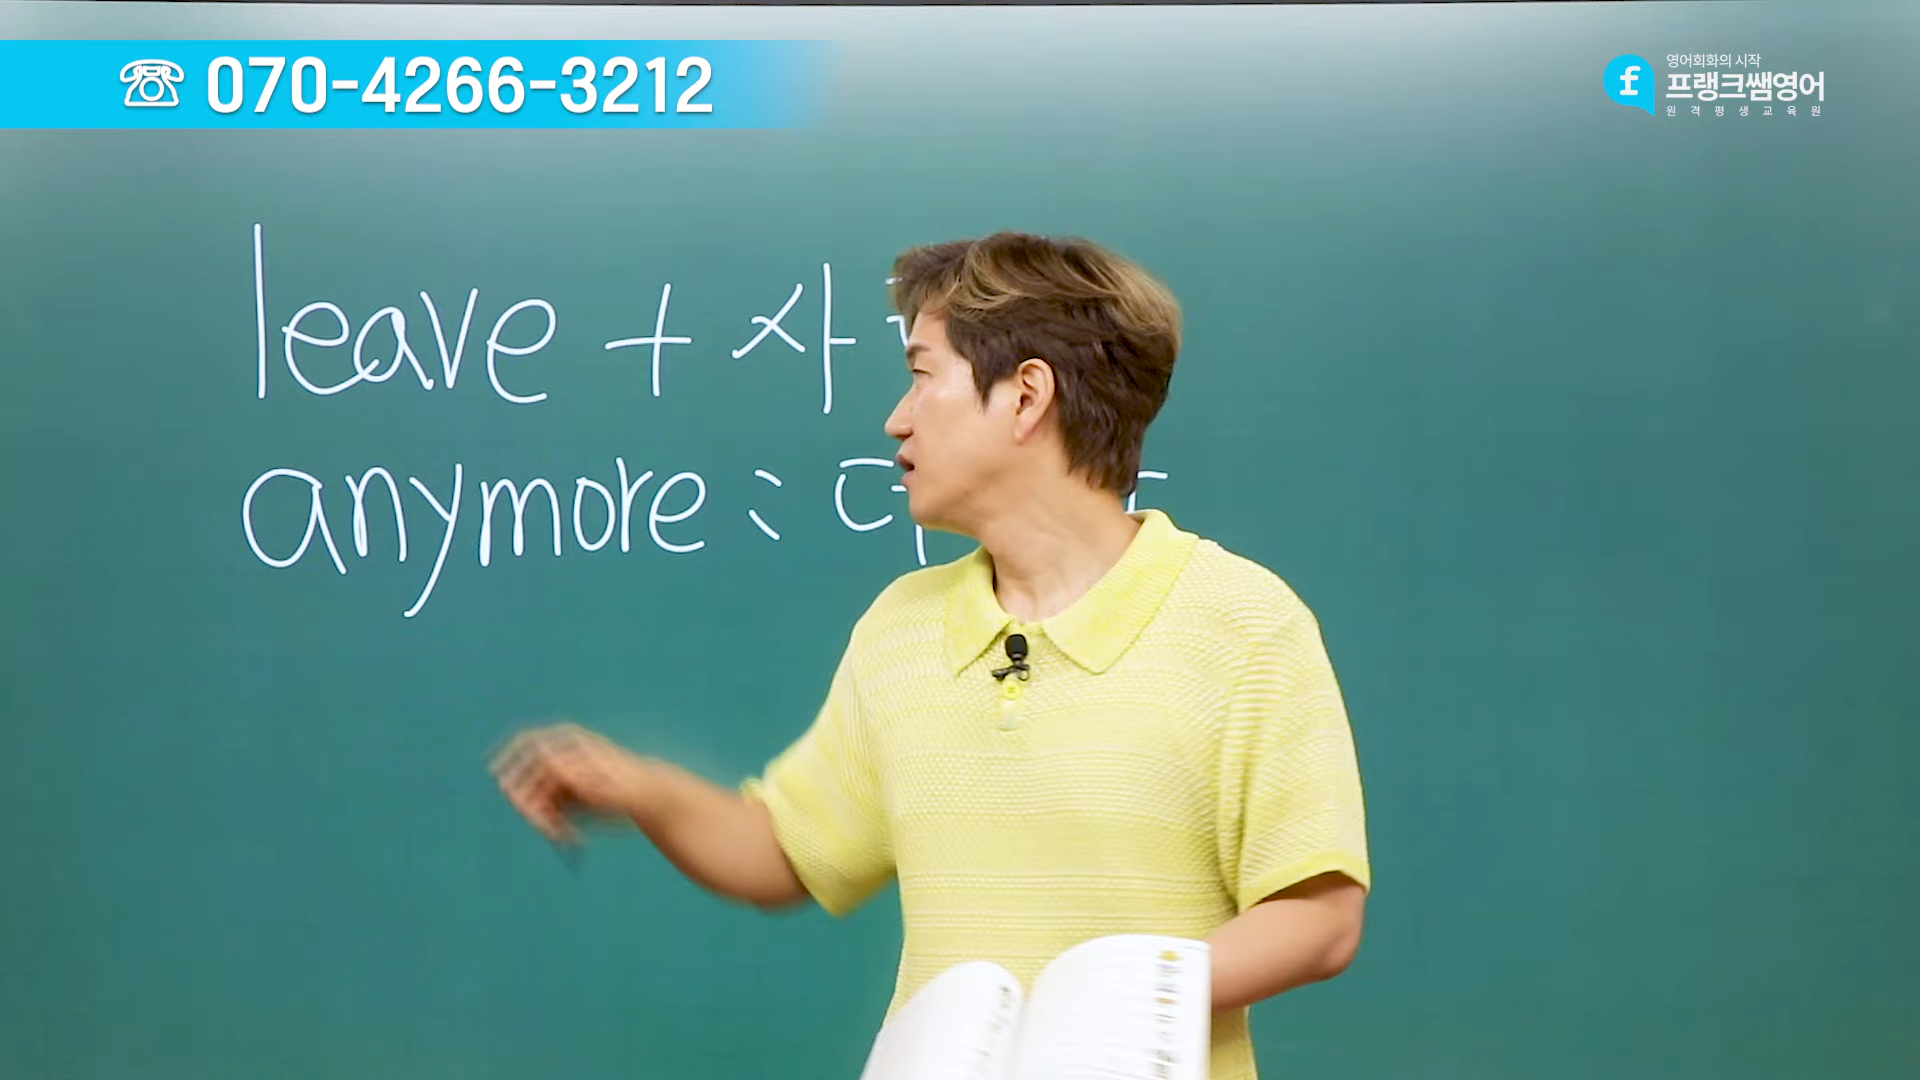 070-4266-3212
영어회화의 시작
프랭크쌤영어
원격평생교육원
leave + 사
anymore :